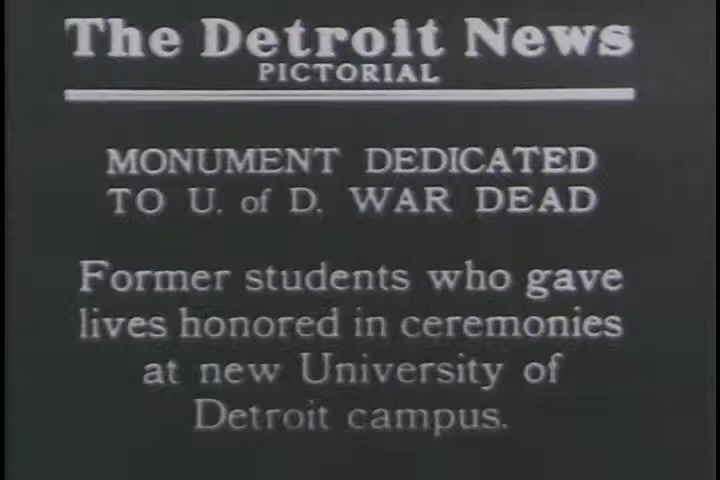 The Detroit News
PICTORIAL
MONUMENT DEDICATED
TO U. of D. WAR DEAD
Former students who gave
lives honored in ceremonies
at new University of
Detroit campus.